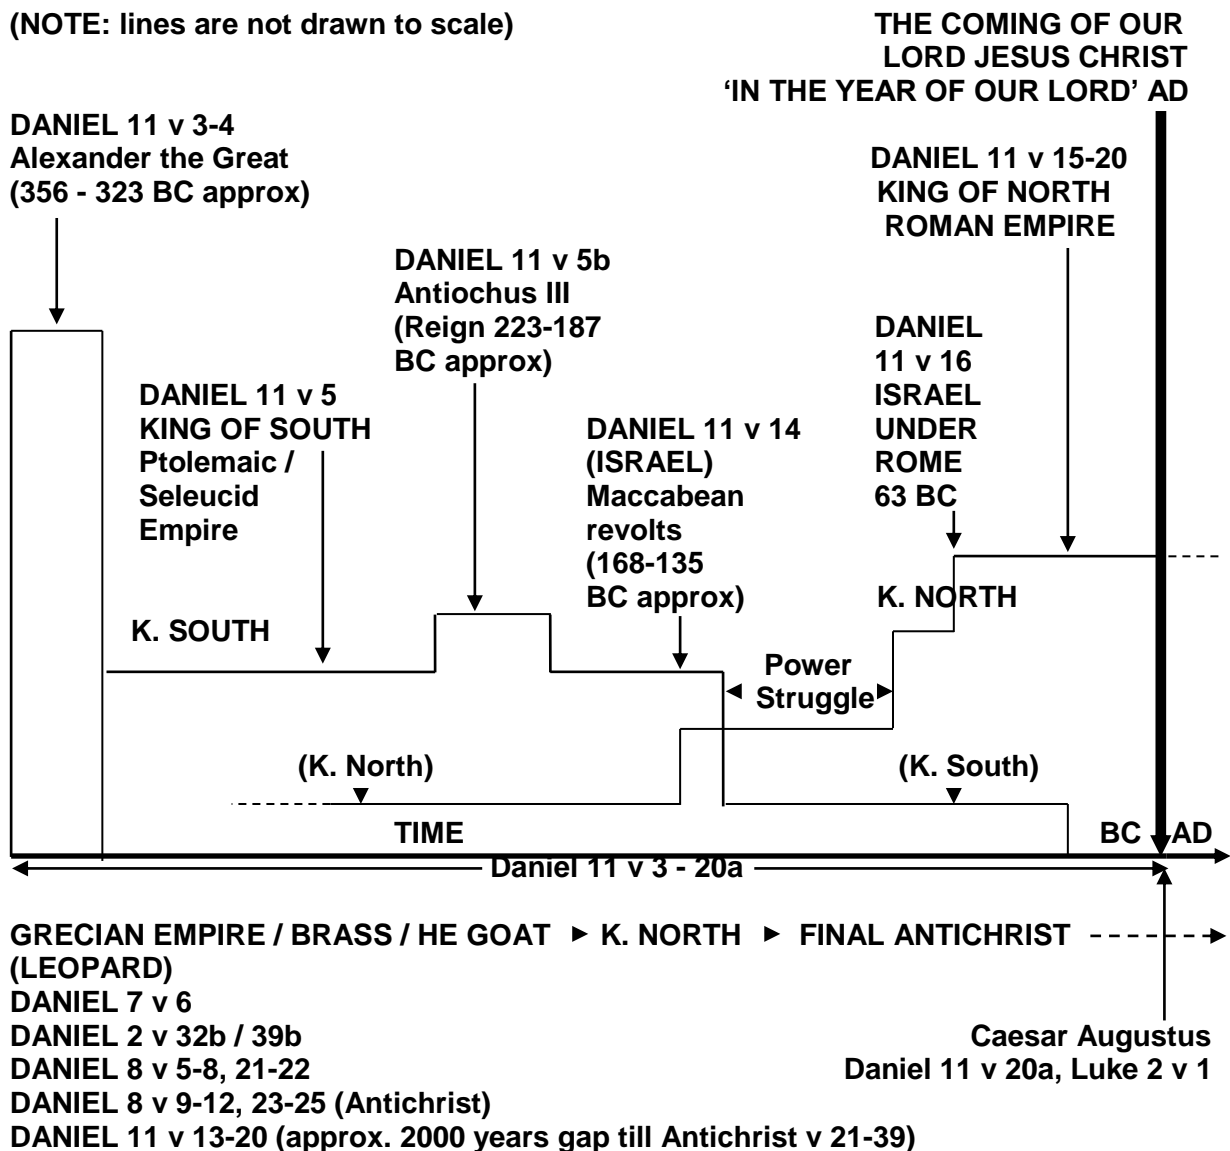 (NOTE: lines are not drawn to scale)
THE COMING OF OUR
LORD JESUS CHRIST
‘IN THE YEAR OF OUR LORD’ AD
DANIEL 11 v 3-4
Alexander the Great
(356 - 323 BC approx)
DANIEL 11 v 15-20
KING OF NORTH
ROMAN EMPIRE
DANIEL 11 v 5b
Antiochus III
(Reign 223-187
BC approx)
DANIEL
11 v 16
ISRAEL
UNDER
ROME
63 BC
DANIEL 11 v 5
KING OF SOUTH
Ptolemaic /
Seleucid
Empire
DANIEL 11 v 14
(ISRAEL)
Maccabean
revolts
(168-135
BC approx)
K. NORTH
K. SOUTH
Power
Struggle
(K. North)
(K. South)
TIME
BC
AD
Daniel 11 v 3 - 20a
GRECIAN EMPIRE / BRASS / HE GOAT ► K. NORTH ► FINAL ANTICHRIST
(LEOPARD)
DANIEL 7 v 6
DANIEL 2 v 32b / 39b
DANIEL 8 v 5-8, 21-22
DANIEL 8 v 9-12, 23-25 (Antichrist)
DANIEL 11 v 13-20 (approx. 2000 years gap till Antichrist v 21-39)
Caesar Augustus
Daniel 11 v 20a, Luke 2 v 1